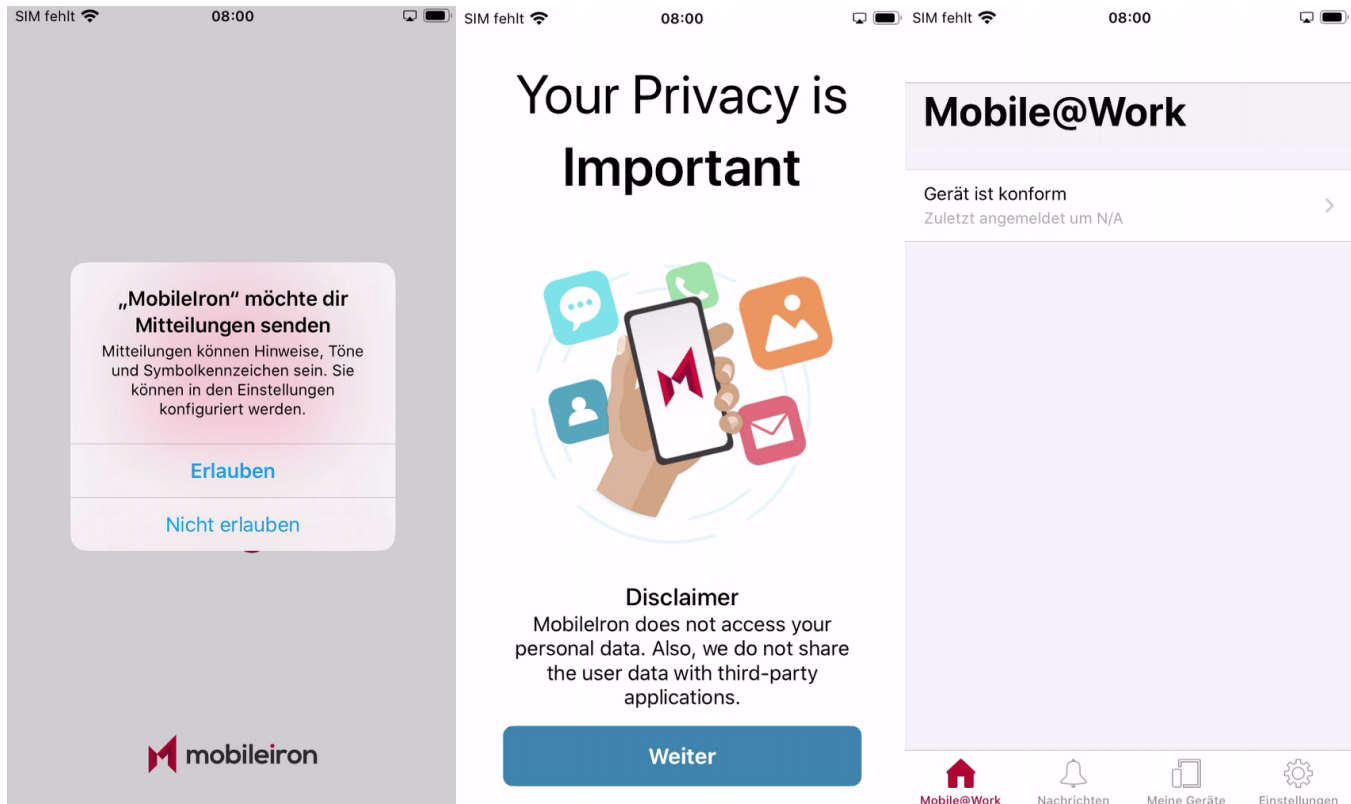 SIM fehlt 08:00
„MobileIron“ möchte dir
Mitteilungen senden
Mitteilungen können Hinweise, Töne
und Symbolkennzeichen sein. Sie
können in den Einstellungen
konfiguriert werden.
Erlauben
Nicht erlauben
mobileiron
SIM fehlt 08:00
Your Privacy is
Important
Disclaimer
MobileIron does not access your
personal data. Also, we do not share
the user data with third-party
applications.
Weiter
SIM fehlt 08:00
Mobile@Work
Gerät ist konform
Zuletzt angemeldet um N/A
Mobile@Work Nachrichten Meine Geräte Einstellungen